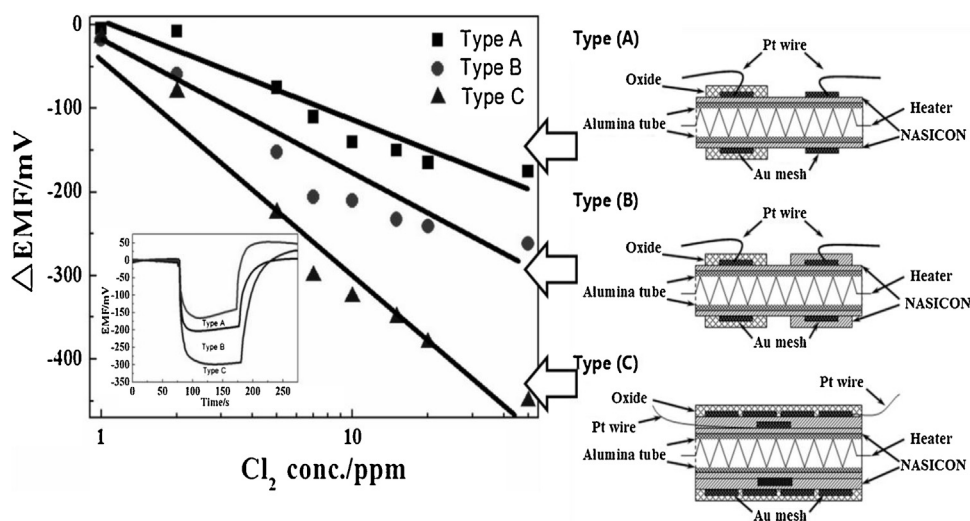 0
-100
-200
-300
-400
△EMF/mV
1
10
Cl₂ conc./ppm
Type A
Type B
Type C
50
0
-50
-100
-150
-200
-250
-300
-350
EMF/mV
Type A
Type B
Type C
0
50
100
150
200
250
Time/s
Type (A)
Pt wire
Oxide
Alumina tube
Heater
NASICON
Au mesh
Type (B)
Pt wire
Oxide
Alumina tube
Heater
NASICON
Au mesh
Type (C)
Pt wire
Oxide
Pt wire
Alumina tube
Heater
NASICON
Au mesh